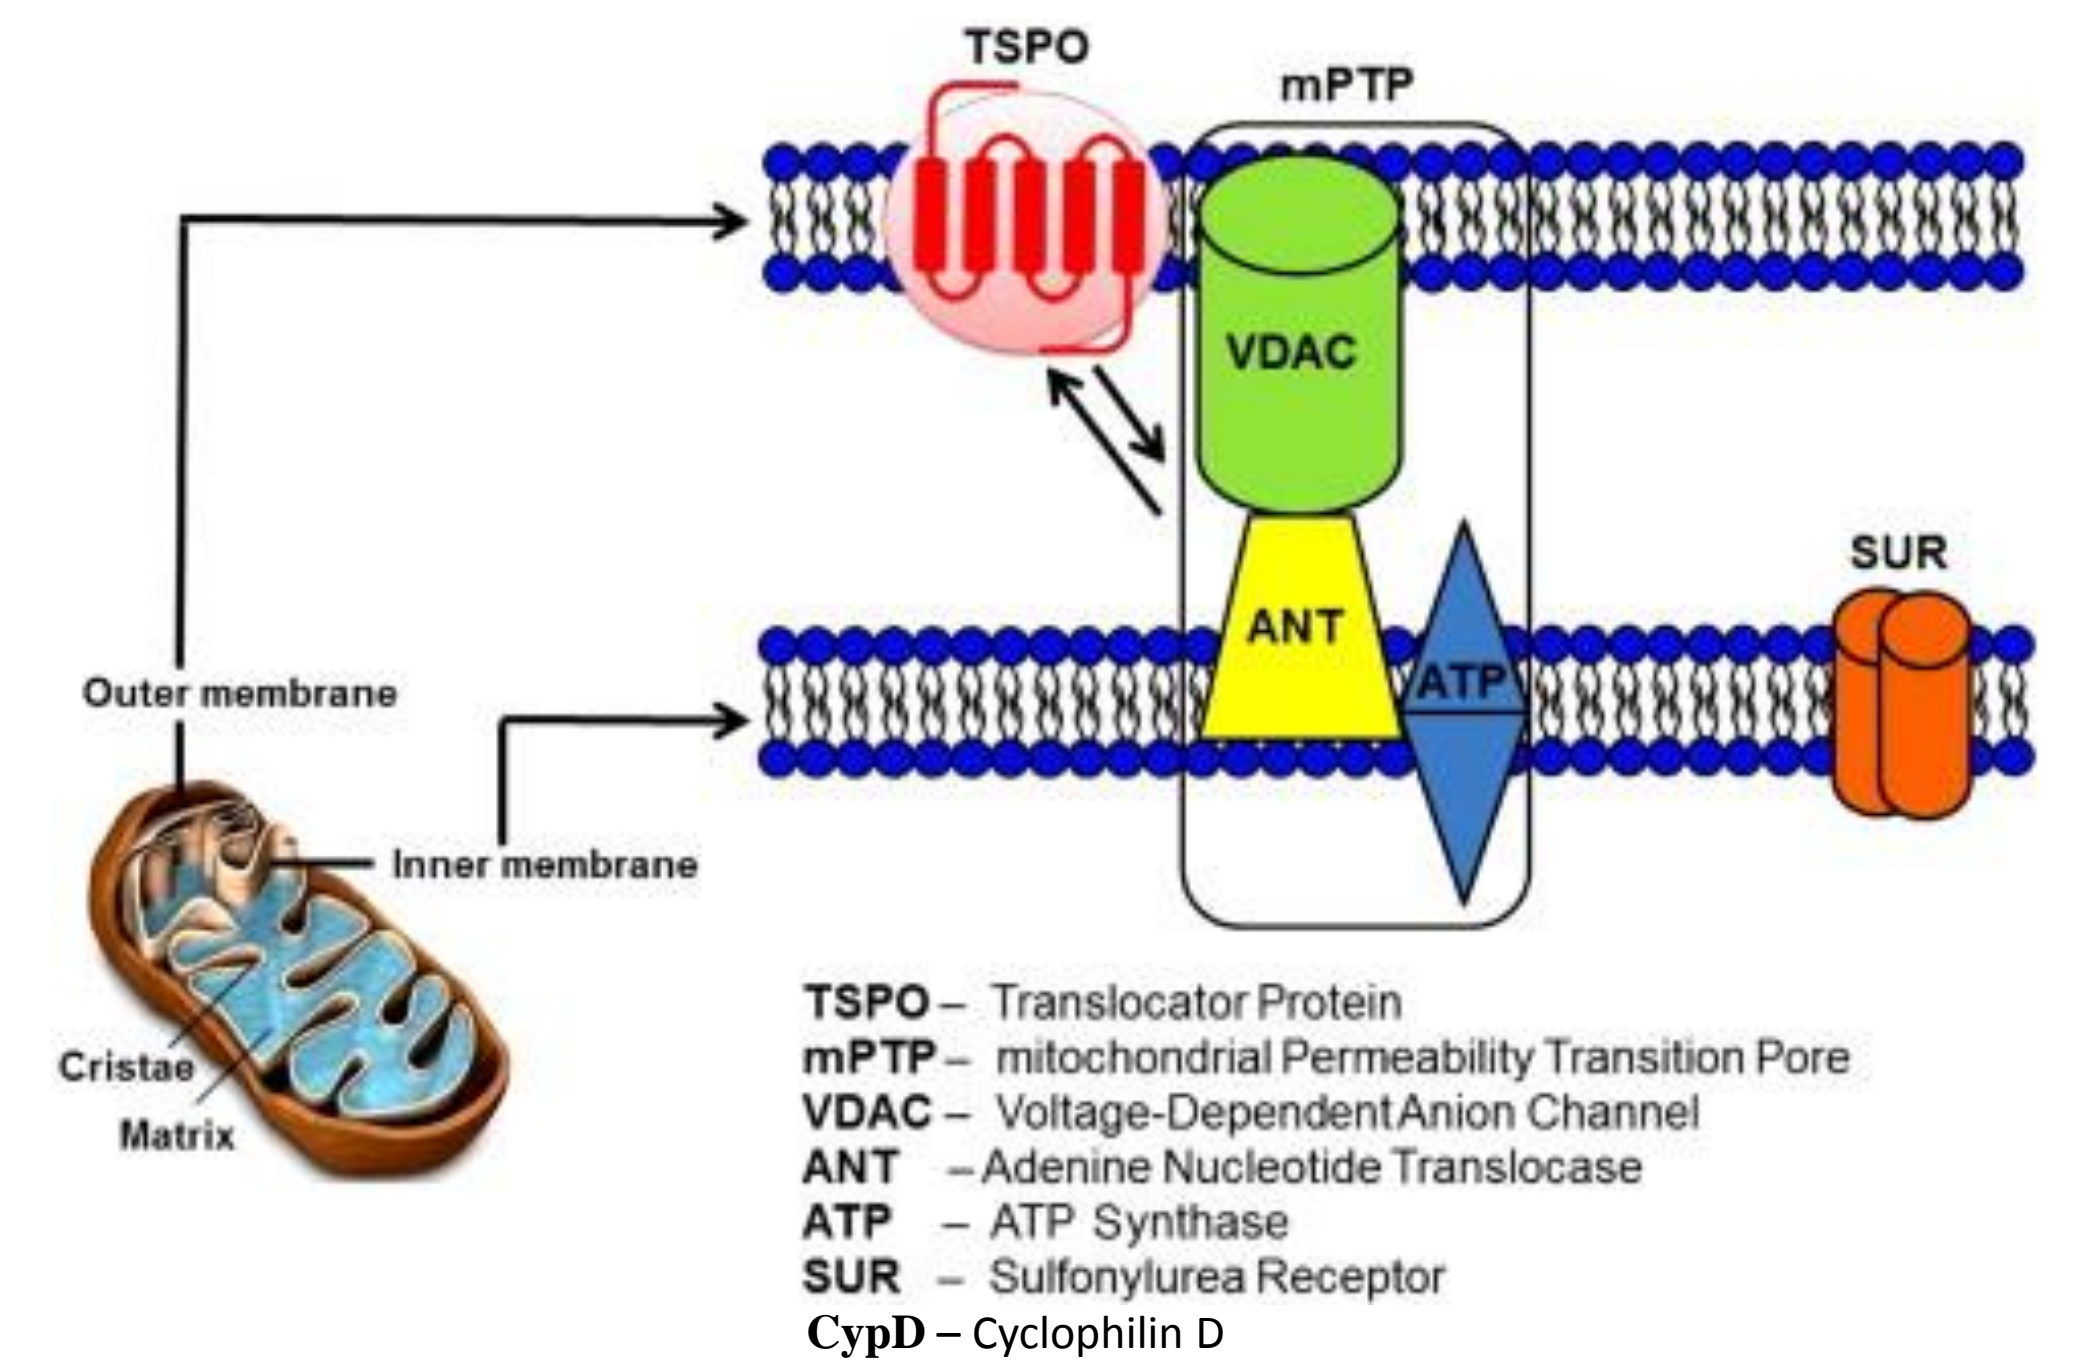 TSPO
mPTP
VDAC
ANT
ATP
SUR
Outer membrane
Inner membrane
Cristae
Matrix
TSPO – Translocator Protein
mPTP – mitochondrial Permeability Transition Pore
VDAC – Voltage-Dependent Anion Channel
ANT – Adenine Nucleotide Translocase
ATP – ATP Synthase
SUR – Sulfonylurea Receptor
CypD – Cyclophilin D